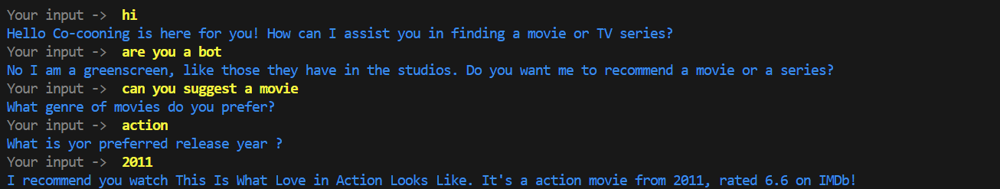 Your input -> hi
Hello Co-cooning is here for you! How can I assist you in finding a movie or TV series?
Your input -> are you a bot
No I am a greenscreen, like those they have in the studios. Do you want me to recommend a movie or a series?
Your input -> can you suggest a movie
What genre of movies do you prefer?
Your input -> action
What is yor preferred release year ?
Your input -> 2011
I recommend you watch This Is What Love in Action Looks Like. It's a action movie from 2011, rated 6.6 on IMDb!